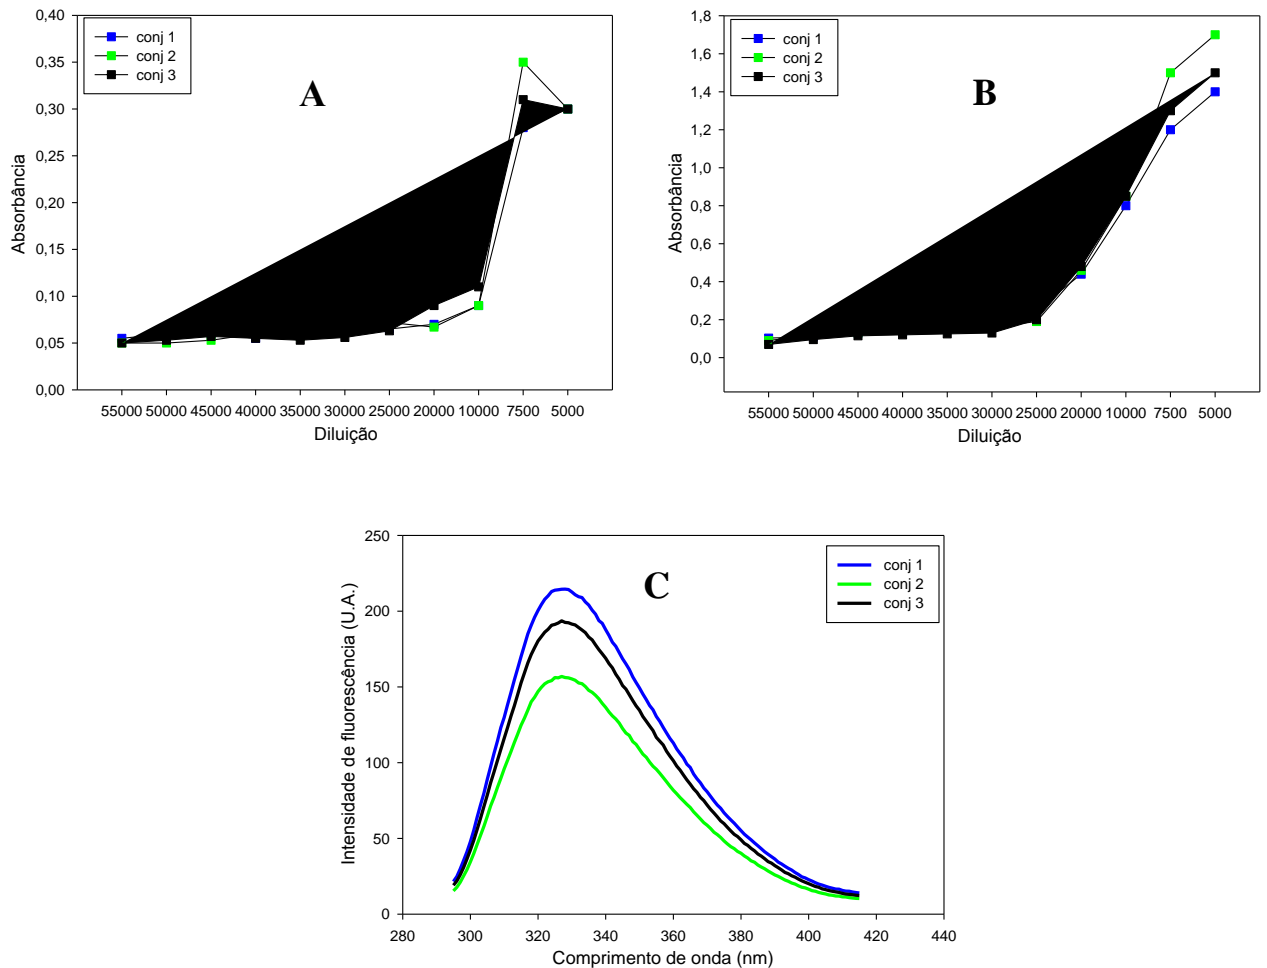 A
conj 1
conj 2
conj 3
0,40
0,35
0,30
0,25
0,20
0,15
0,10
0,05
0,00
Absorbância
55000 50000 45000 40000 35000 30000 25000 20000 10000 7500 5000
Diluição
B
conj 1
conj 2
conj 3
1,8
1,6
1,4
1,2
1,0
0,8
0,6
0,4
0,2
0,0
Absorbância
55000 50000 45000 40000 35000 30000 25000 20000 10000 7500 5000
Diluição
C
conj 1
conj 2
conj 3
250
200
150
100
50
0
Intensidade de fluorescência (U.A.)
280 300 320 340 360 380 400 420 440
Comprimento de onda (nm)